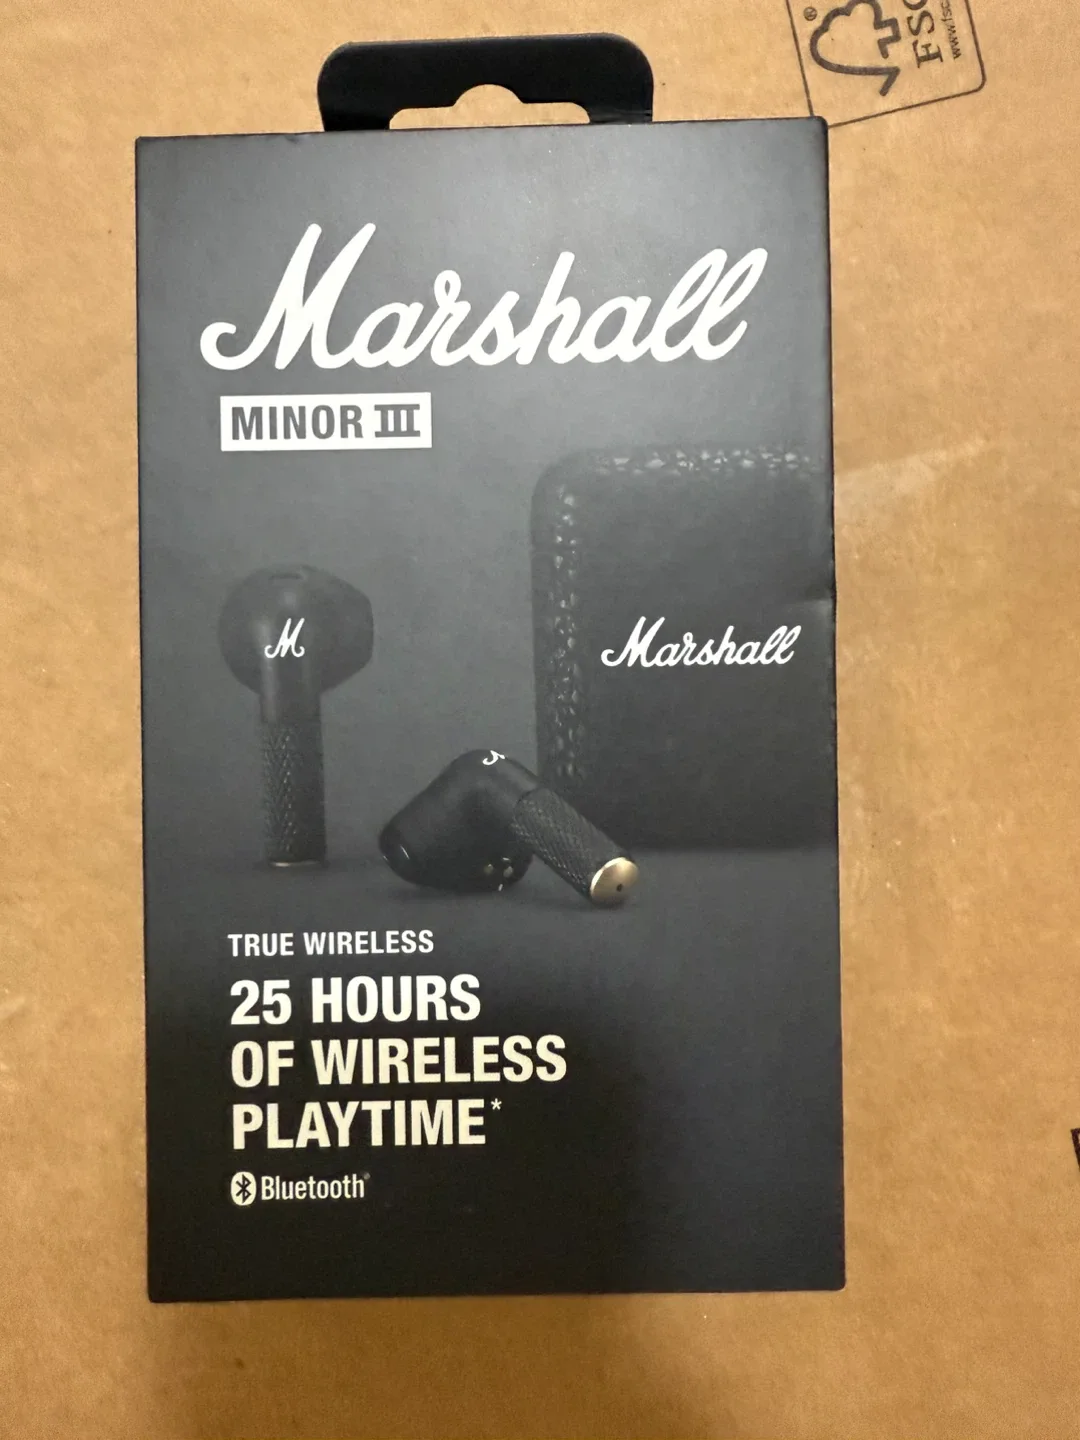 FSC
®
Marshall
MINOR III
M
Marshall
TRUE WIRELESS
25 HOURS
OF WIRELESS
PLAYTIME*
Bluetooth®